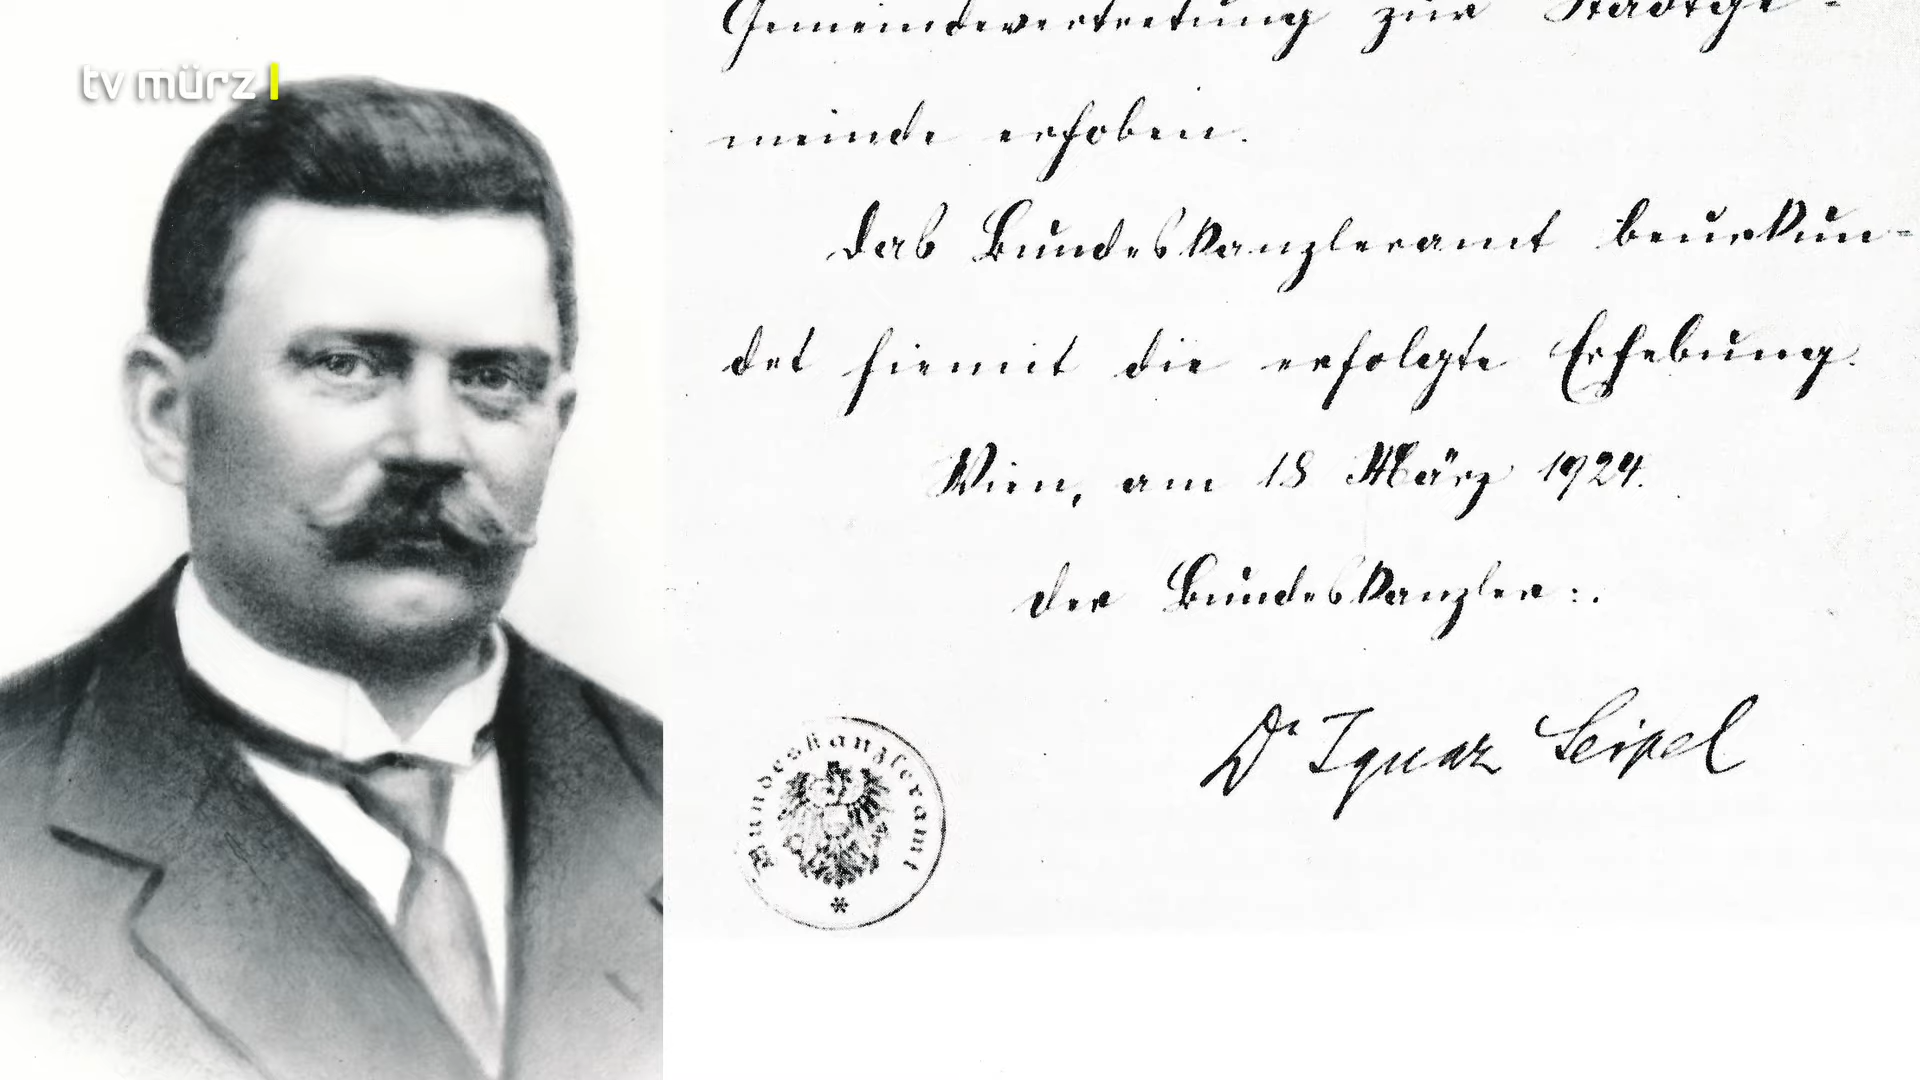 tv mürz
Gemeindevertretung zur Stadtge-
meinde erhoben.
Das Bundeskanzleramt beurkun-
det hiemit die erfolgte Erhebung.
Wien, am 18 März 1924.
Der Bundeskanzler:.
Dr Ignaz Seipel
Bundeskanzleramt